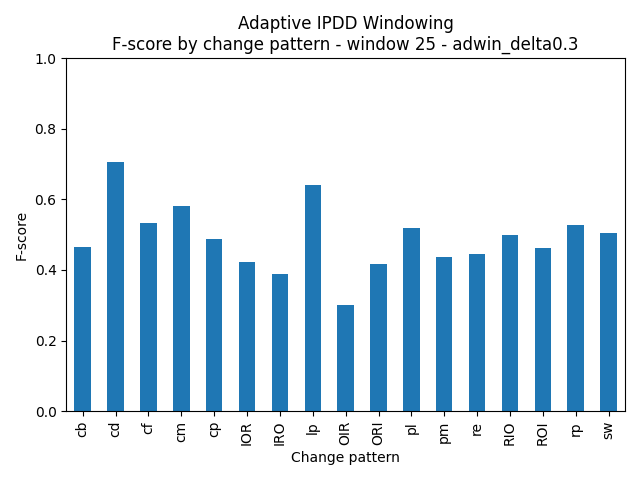 Adaptive IPDD Windowing
F-score by change pattern - window 25 - adwin_delta0.3
1.0
0.8
0.6
0.4
0.2
0.0
F-score
cb
cd
cf
cm
cp
IOR
IRO
lp
OIR
ORI
pl
pm
re
RIO
ROI
rp
sw
Change pattern